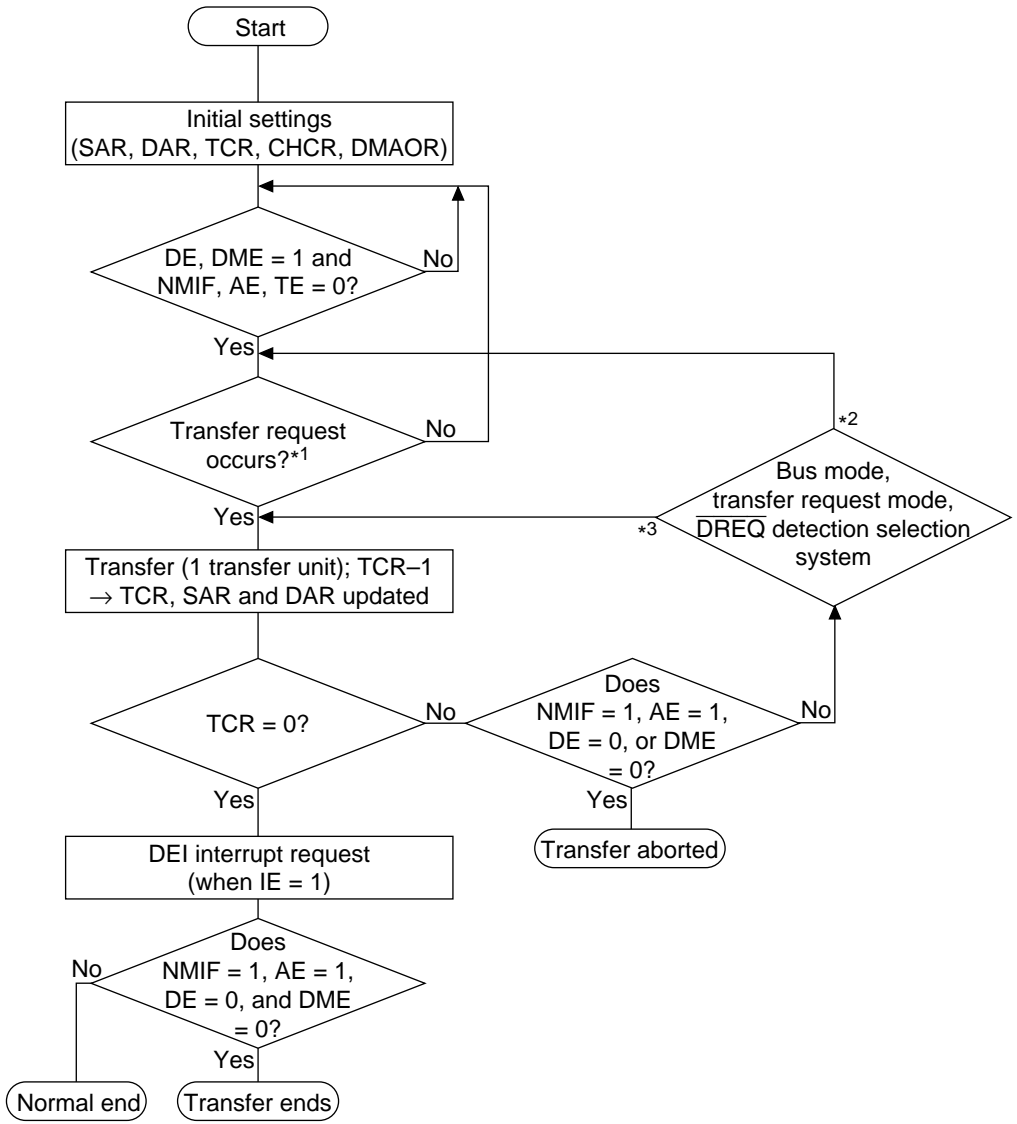 Start
Initial settings
(SAR, DAR, TCR, CHCR, DMAOR)
DE, DME = 1 and
NMIF, AE, TE = 0?
No
Yes
Transfer request
occurs?*1
No
Yes
*2
Bus mode,
transfer request mode,
DREQ detection selection
system
*3
Transfer (1 transfer unit); TCR–1
→ TCR, SAR and DAR updated
TCR = 0?
No
Does
NMIF = 1, AE = 1,
DE = 0, or DME
= 0?
No
Yes
Yes
Transfer aborted
DEI interrupt request
(when IE = 1)
Does
NMIF = 1, AE = 1,
DE = 0, and DME
= 0?
No
Yes
Normal end
Transfer ends